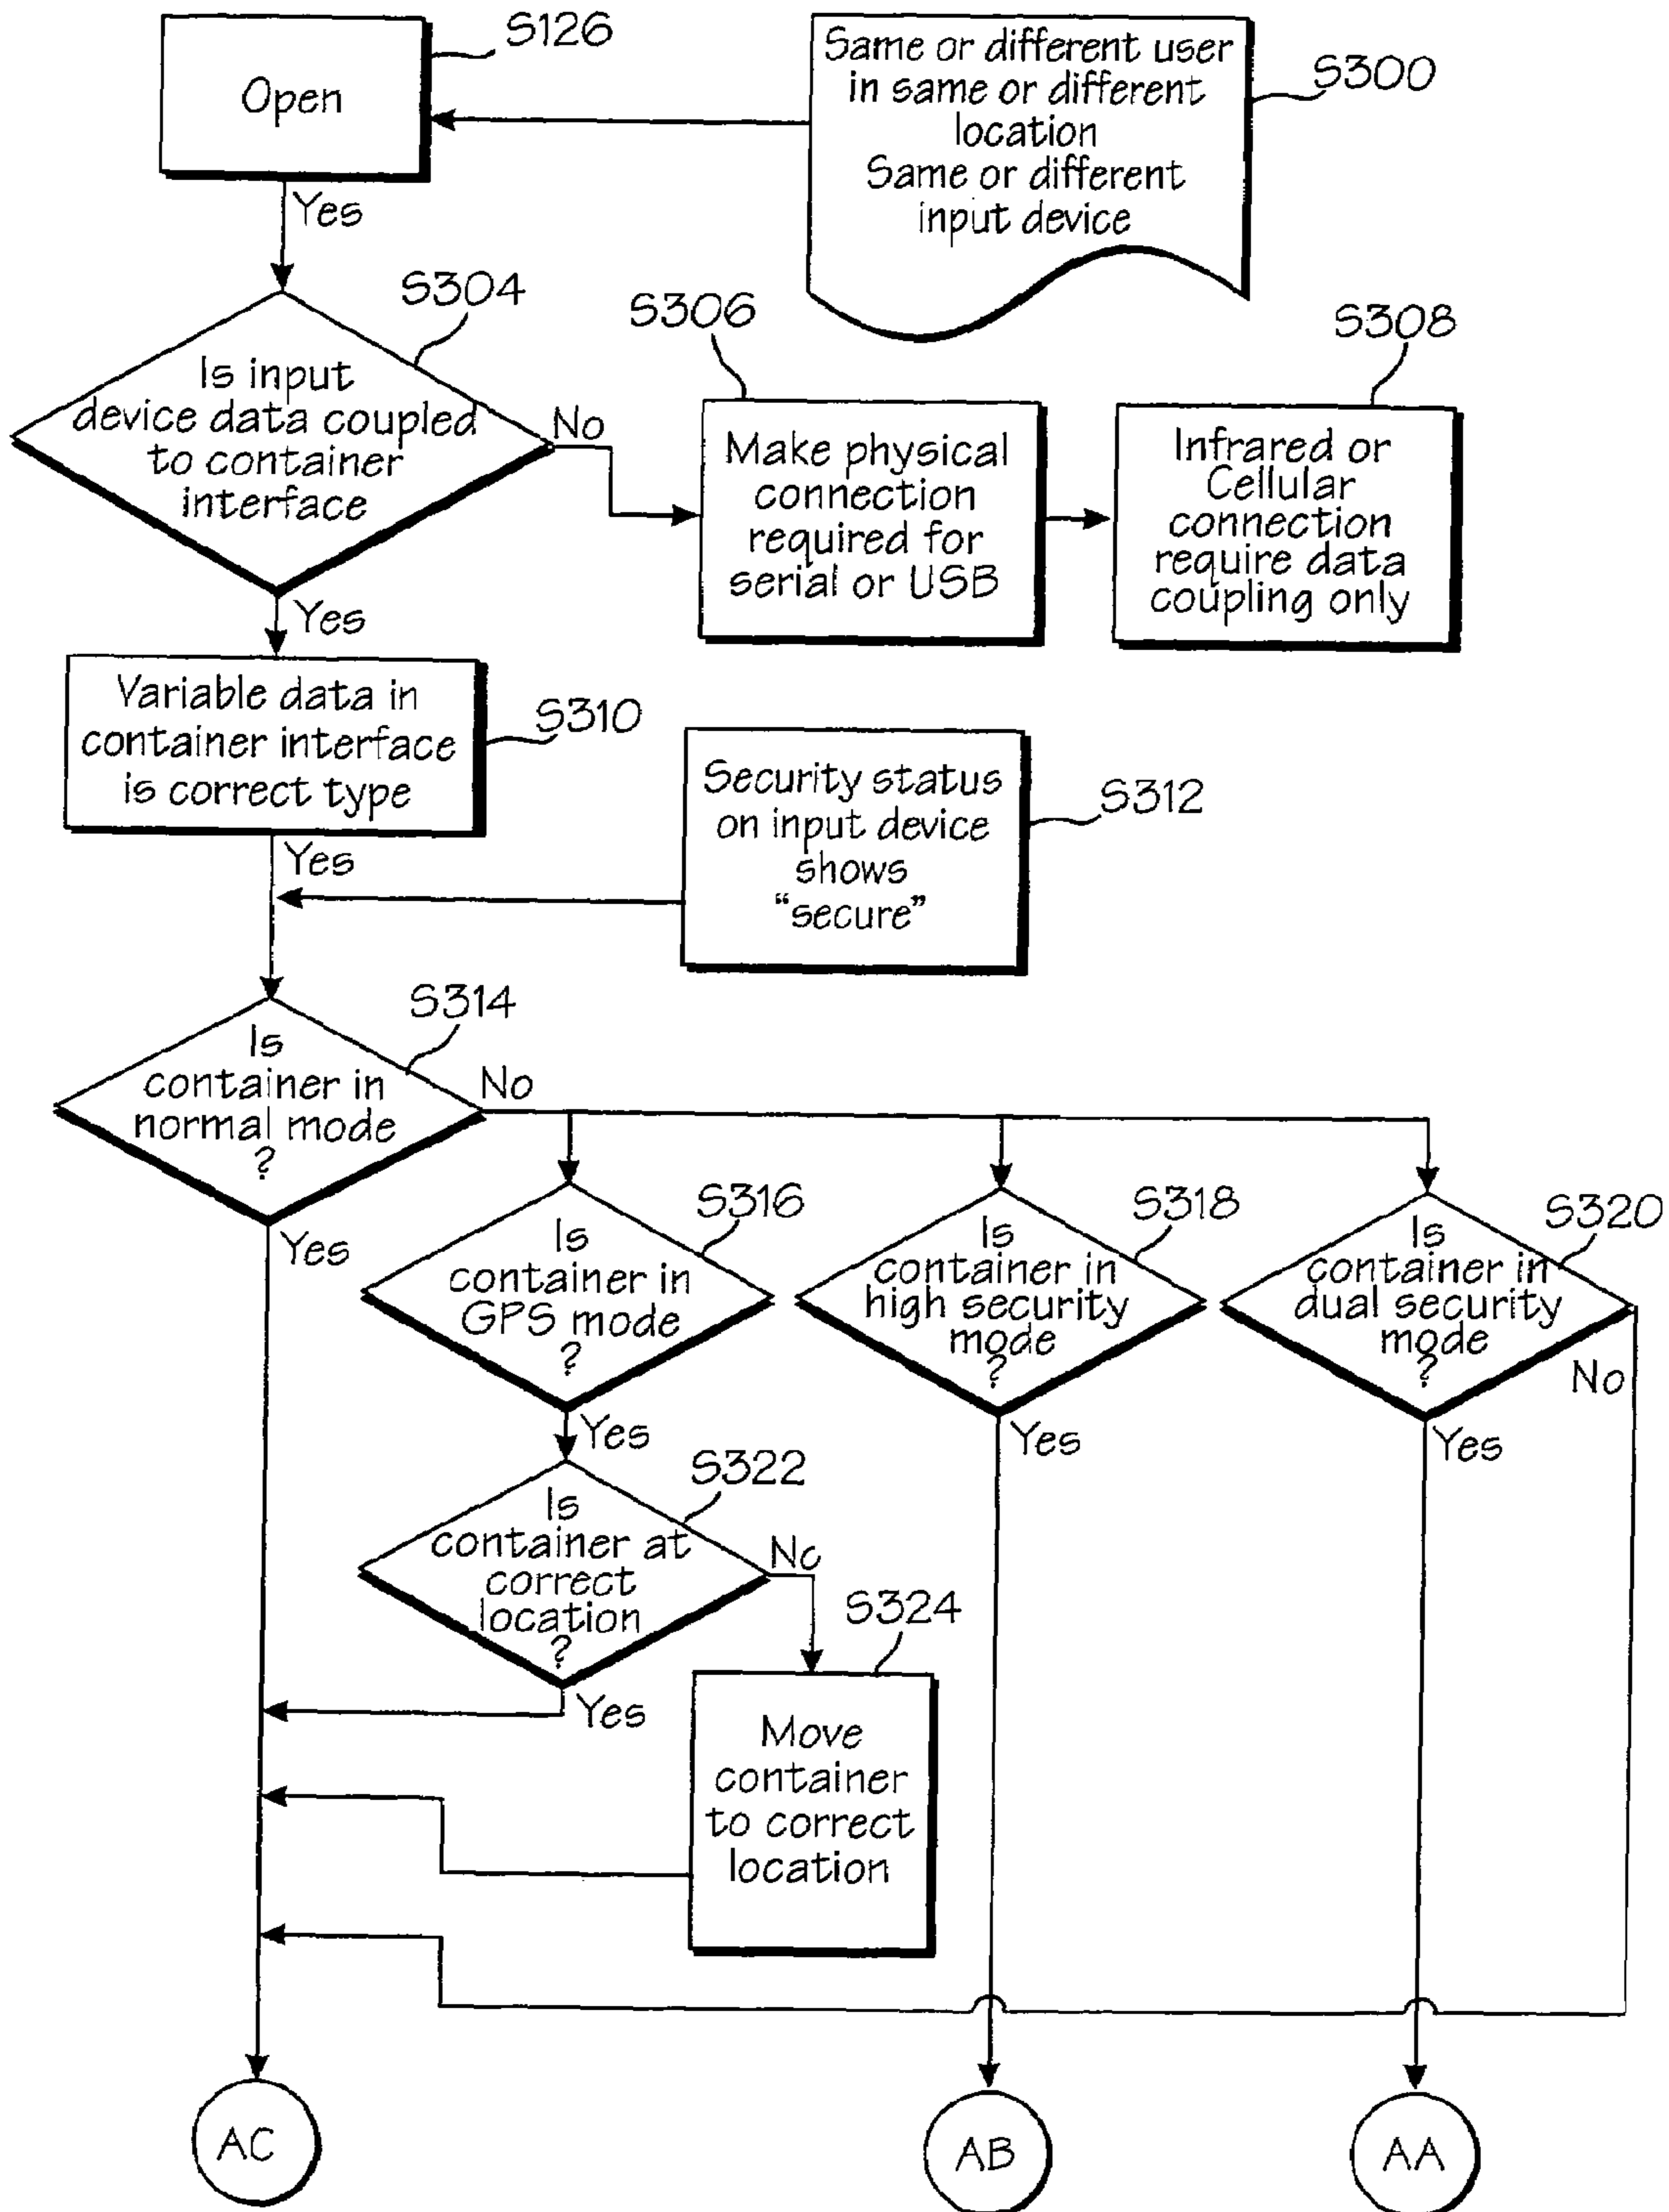 S126
Open
Same or different user
in same or different
location
Same or different
input device
S300
Yes
S304
Is input
device data coupled
to container
interface
No
S306
Make physical
connection
required for
serial or USB
S308
Infrared or
Cellular
connection
require data
coupling only
Yes
Variable data in
container interface
is correct type
S310
Yes
Security status
on input device
shows
“secure”
S312
S314
Is
container in
normal mode
?
No
Yes
S316
Is
container in
GPS mode
?
Yes
S318
Is
container in
high security
mode
?
Yes
S320
Is
container in
dual security
mode
?
No
Yes
S322
Is
container at
correct
location
?
No
Yes
S324
Move
container
to correct
location
AC
AB
AA